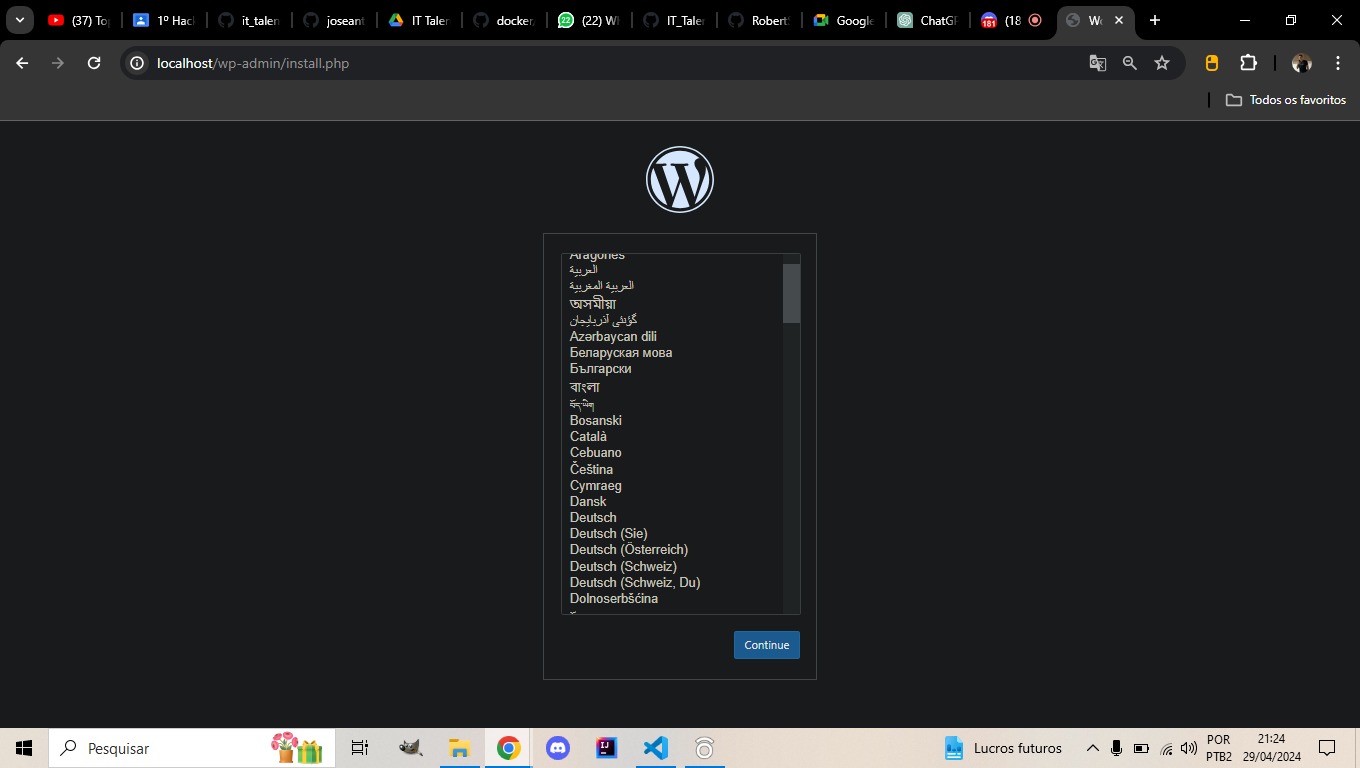 (37) To
1º Hac
it_talen
josean
IT Taler
docker,
22
(22) W
IT_Taler
Robert
Google
ChatGP
181
(18
W
localhost/wp-admin/install.php
Todos os favoritos
Aragonés
العربية
العربية المغربية
অসমীয়া
گؤنئی آذربایجان
Azərbaycan dili
Беларуская мова
Български
বাংলা
བོད་ཡིག
Bosanski
Català
Cebuano
Čeština
Cymraeg
Dansk
Deutsch
Deutsch (Sie)
Deutsch (Österreich)
Deutsch (Schweiz)
Deutsch (Schweiz, Du)
Dolnoserbšćina
Continue
Pesquisar
Lucros futuros
POR
PTB2
21:24
29/04/2024